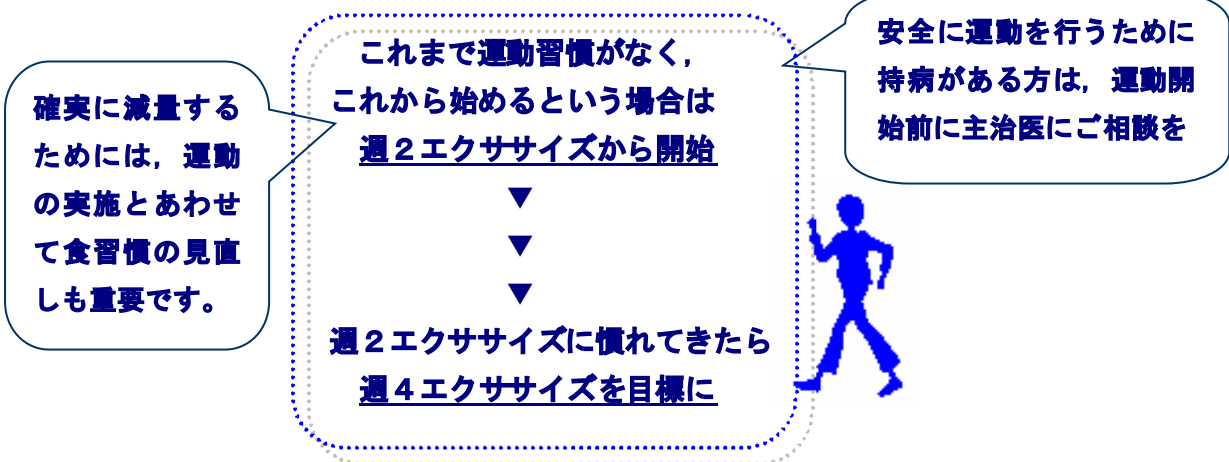 確実に減量する
ためには，運動
の実施とあわせ
て食習慣の見直
しも重要です。
これまで運動習慣がなく，
これから始めるという場合は
週２エクササイズから開始
▼
▼
▼
週２エクササイズに慣れてきたら
週４エクササイズを目標に
安全に運動を行うために
持病がある方は，運動開
始前に主治医にご相談を